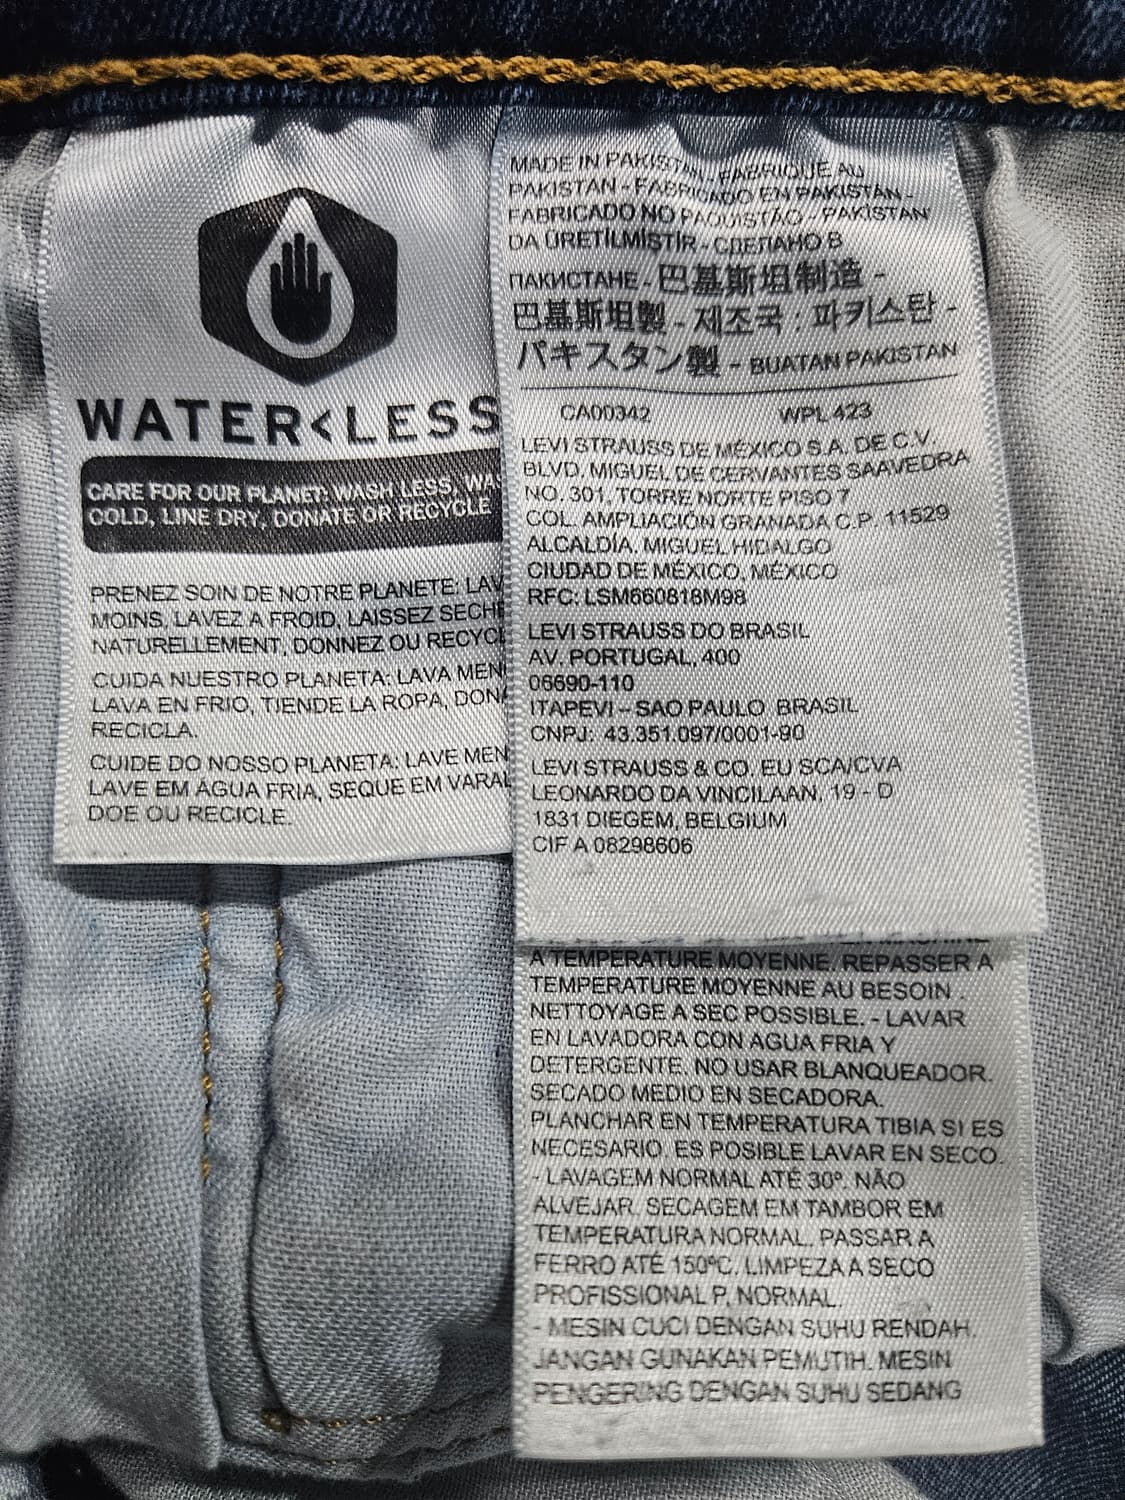 WATER<LESS
CARE FOR OUR PLANET: WASH LESS, WA
COLD, LINE DRY, DONATE OR RECYCLE
PRENEZ SOIN DE NOTRE PLANETE: LAV
MOINS, LAVEZ A FROID, LAISSEZ SECHE
NATURELLEMENT, DONNEZ OU RECYCL
CUIDA NUESTRO PLANETA: LAVA MEN
LAVA EN FRIO, TIENDE LA ROPA, DONA
RECICLA.
CUIDE DO NOSSO PLANETA: LAVE MEN
LAVE EM AGUA FRIA, SEQUE EM VARAL
DOE OU RECICLE.
MADE IN PAKISTAN - FABRIQUE AU
PAKISTAN - FABRICADO EN PAKISTÁN -
FABRICADO NO PAQUISTÃO - PAKİSTAN'
DA ÜRETİLMİŞTİR - СДЕЛАНО В
ПАКИСТАНЕ - 巴基斯坦制造 -
巴基斯坦製 - 제조국 : 파키스탄 -
パキスタン製 - BUATAN PAKISTAN
CA00342 WPL 423
LEVI STRAUSS DE MÉXICO S.A. DE C.V.
BLVD. MIGUEL DE CERVANTES SAAVEDRA
NO. 301, TORRE NORTE PISO 7
COL. AMPLIACIÓN GRANADA C.P. 11529
ALCALDÍA. MIGUEL HIDALGO
CIUDAD DE MÉXICO, MÉXICO
RFC: LSM660818M98
LEVI STRAUSS DO BRASIL
AV. PORTUGAL, 400
06690-110
ITAPEVI – SAO PAULO BRASIL
CNPJ: 43.351.097/0001-90
LEVI STRAUSS & CO. EU SCA/CVA
LEONARDO DA VINCILAAN, 19 - D
1831 DIEGEM, BELGIUM
CIF A 08298606
A TEMPERATURE MOYENNE. REPASSER A
TEMPERATURE MOYENNE AU BESOIN .
NETTOYAGE A SEC POSSIBLE. - LAVAR
EN LAVADORA CON AGUA FRIA Y
DETERGENTE. NO USAR BLANQUEADOR.
SECADO MEDIO EN SECADORA.
PLANCHAR EN TEMPERATURA TIBIA SI ES
NECESARIO. ES POSIBLE LAVAR EN SECO.
- LAVAGEM NORMAL ATÉ 30º. NÃO
ALVEJAR. SECAGEM EM TAMBOR EM
TEMPERATURA NORMAL. PASSAR A
FERRO ATÉ 150ºC. LIMPEZA A SECO
PROFISSIONAL P, NORMAL.
- MESIN CUCI DENGAN SUHU RENDAH.
JANGAN GUNAKAN PEMUTIH. MESIN
PENGERING DENGAN SUHU SEDANG